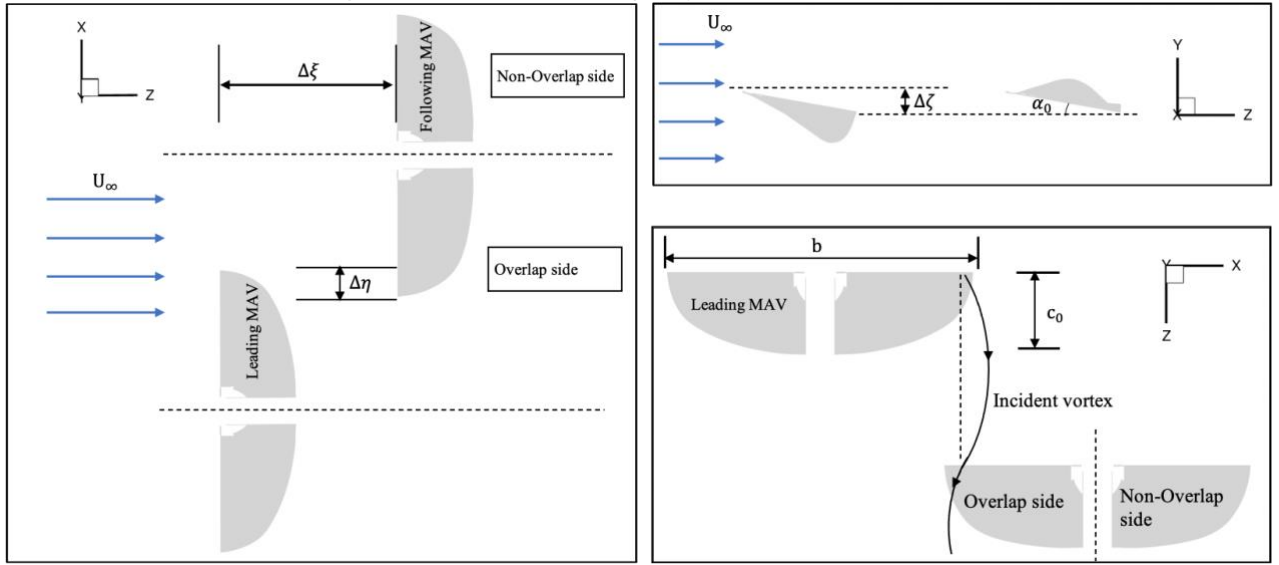 X
Z
Y
Δξ
Following MAV
Non-Overlap side
U∞
Δη
Overlap side
Leading MAV
U∞
Δζ
α₀
Y
X
Z
b
Leading MAV
c₀
Y
X
Z
Incident vortex
Overlap side
Non-Overlap
side